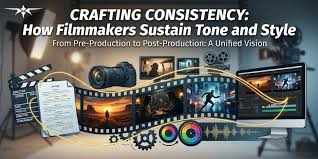 CRAFTING CONSISTENCY:
How Filmmakers Sustain Tone and Style
From Pre-Production to Post-Production: A Unified Vision